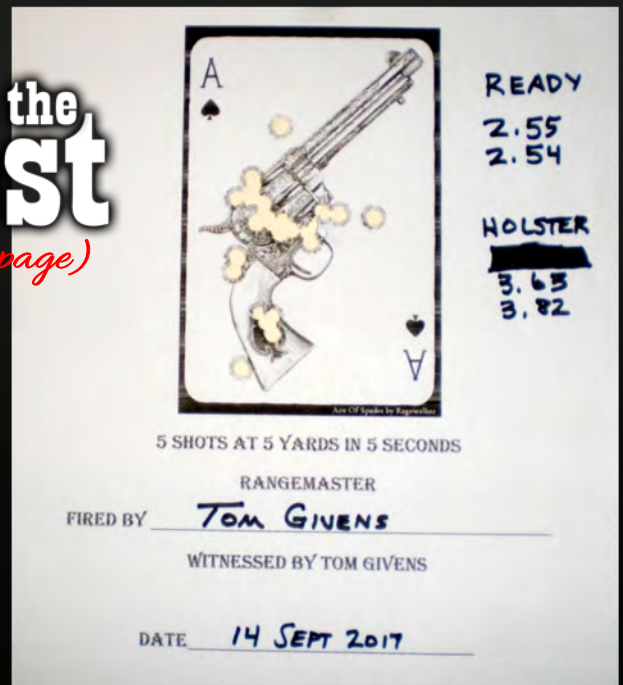 the
st
page)
A
READY
2.55
2.54
HOLSTER
3.63
3.82
A
Ace Of Spades by Ragewalker
5 SHOTS AT 5 YARDS IN 5 SECONDS
RANGEMASTER
FIRED BY TOM GIVENS
WITNESSED BY TOM GIVENS
DATE 14 SEPT 2017